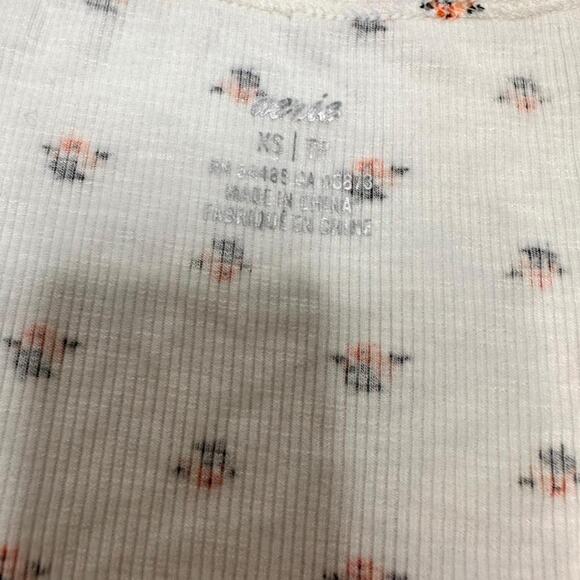 aerie
XS | TP
MADE IN CHINA
FABRIQUÉ EN CHINE